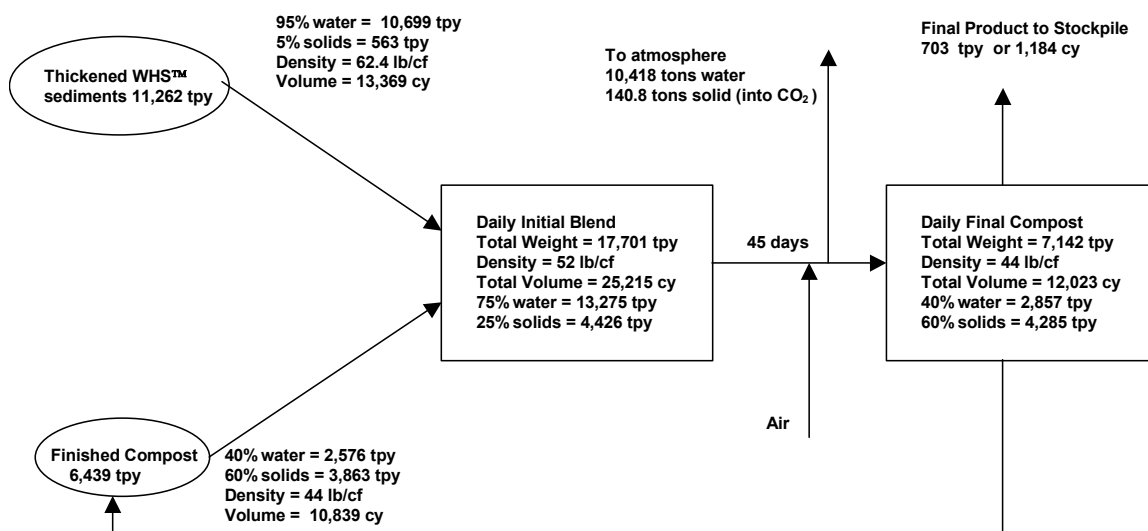 95% water = 10,699 tpy
5% solids = 563 tpy
Density = 62.4 lb/cf
Volume = 13,369 cy
Thickened WHS™
sediments 11,262 tpy
To atmosphere
10,418 tons water
140.8 tons solid (into CO₂ )
Final Product to Stockpile
703 tpy or 1,184 cy
Daily Initial Blend
Total Weight = 17,701 tpy
Density = 52 lb/cf
Total Volume = 25,215 cy
75% water = 13,275 tpy
25% solids = 4,426 tpy
45 days
Daily Final Compost
Total Weight = 7,142 tpy
Density = 44 lb/cf
Total Volume = 12,023 cy
40% water = 2,857 tpy
60% solids = 4,285 tpy
Air
Finished Compost
6,439 tpy
40% water = 2,576 tpy
60% solids = 3,863 tpy
Density = 44 lb/cf
Volume = 10,839 cy